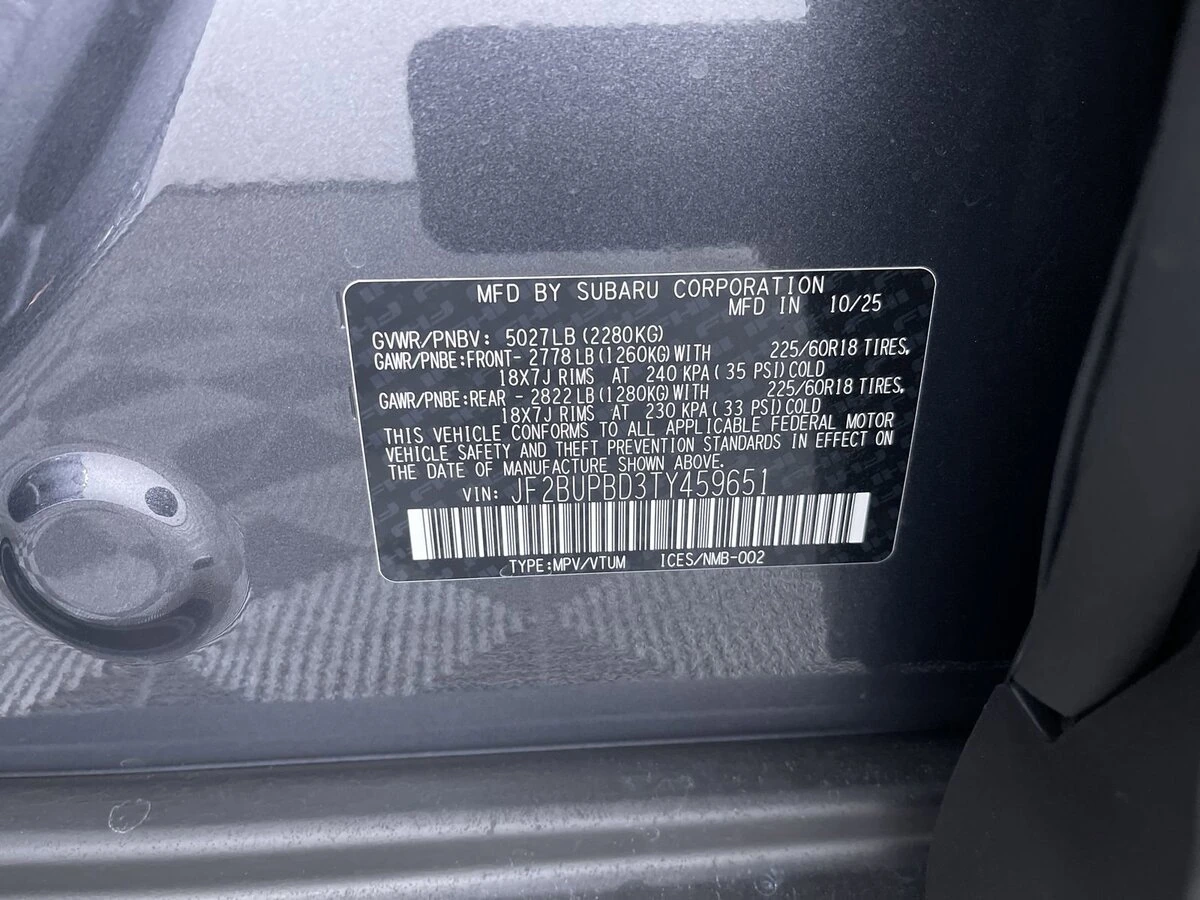 MFD BY SUBARU CORPORATION
MFD IN 10/25
GVWR/PNBV: 5027LB (2280KG)
GAWR/PNBE:FRONT- 2778 LB (1260KG) WITH 225/60R18 TIRES,
18X7J RIMS AT 240 KPA ( 35 PSI) COLD
GAWR/PNBE:REAR - 2822 LB (1280KG) WITH 225/60R18 TIRES,
18X7J RIMS AT 230 KPA ( 33 PSI) COLD
THIS VEHICLE CONFORMS TO ALL APPLICABLE FEDERAL MOTOR
VEHICLE SAFETY AND THEFT PREVENTION STANDARDS IN EFFECT ON
THE DATE OF MANUFACTURE SHOWN ABOVE.
VIN: JF2BUPBD3TY459651
TYPE:MPV/VTUM ICES/NMB-002